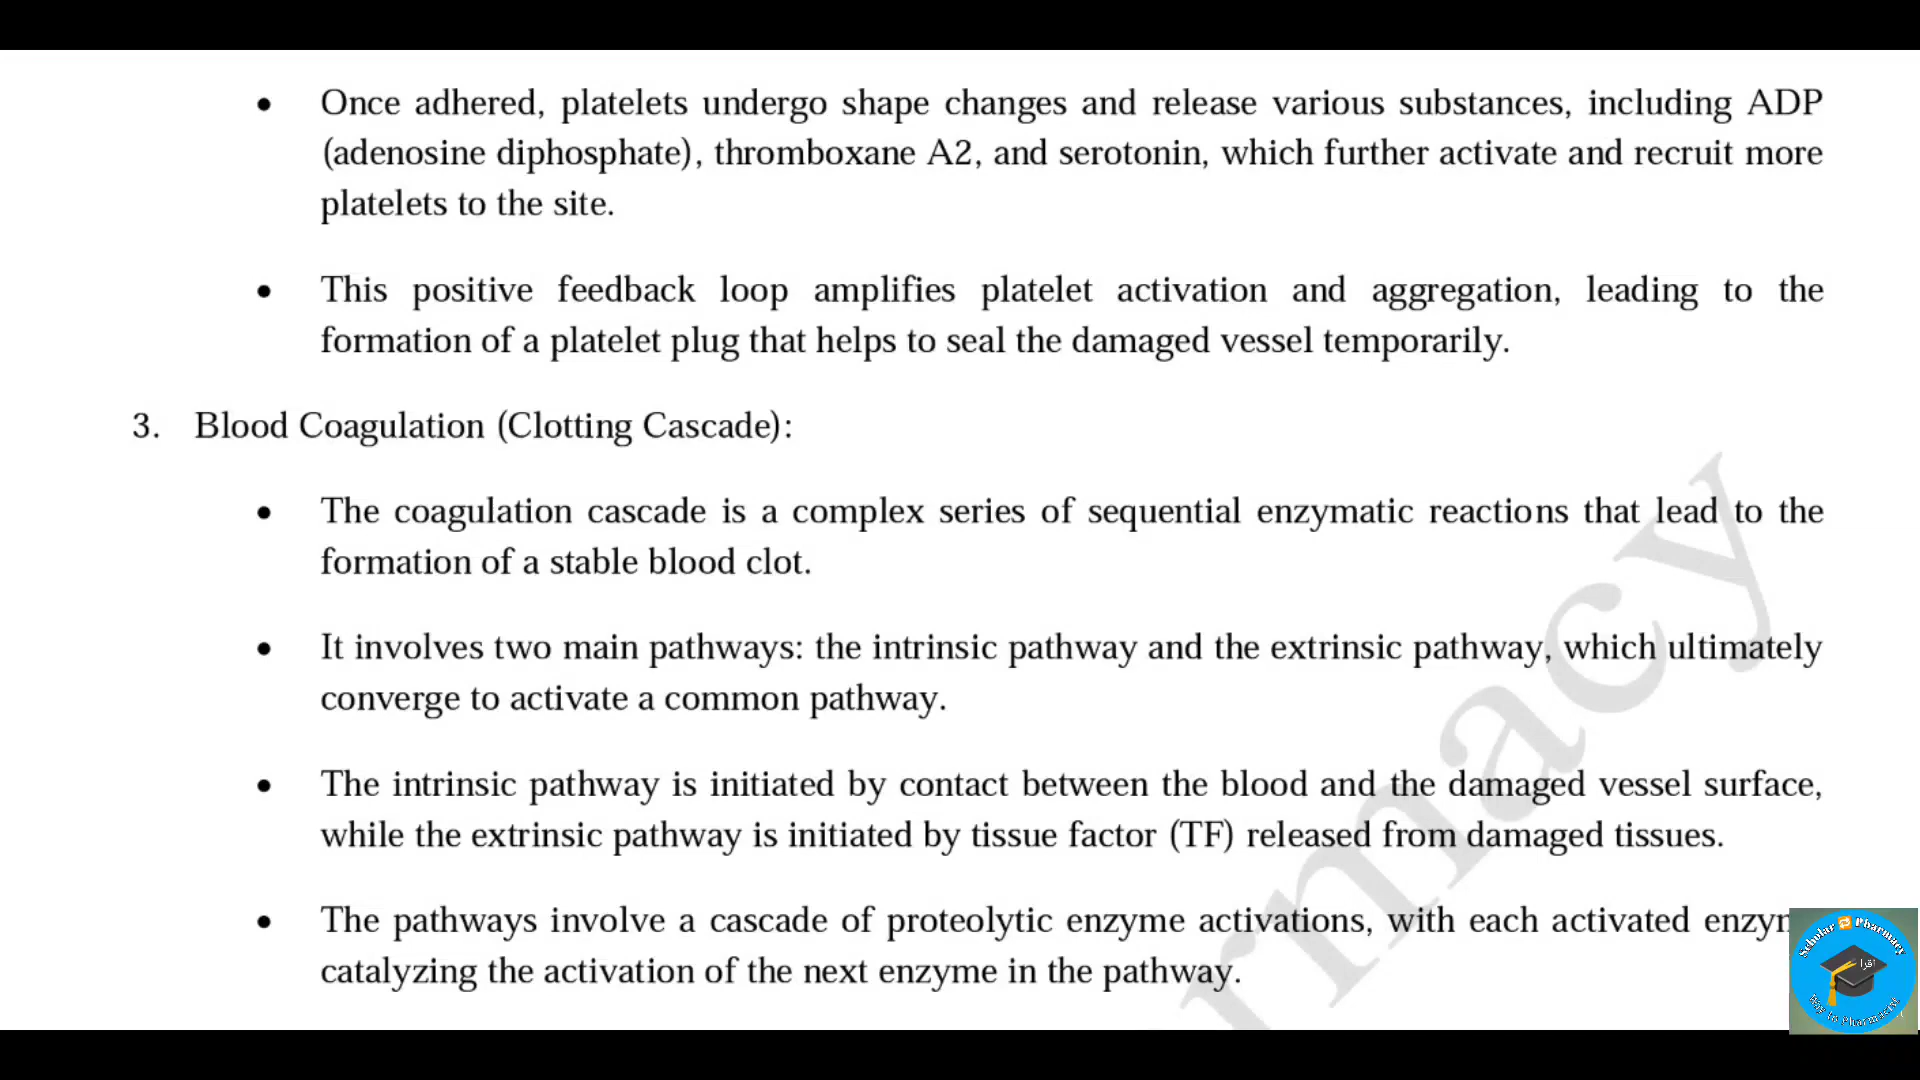 • Once adhered, platelets undergo shape changes and release various substances, including ADP
(adenosine diphosphate), thromboxane A2, and serotonin, which further activate and recruit more
platelets to the site.
• This positive feedback loop amplifies platelet activation and aggregation, leading to the
formation of a platelet plug that helps to seal the damaged vessel temporarily.
3. Blood Coagulation (Clotting Cascade):
• The coagulation cascade is a complex series of sequential enzymatic reactions that lead to the
formation of a stable blood clot.
• It involves two main pathways: the intrinsic pathway and the extrinsic pathway, which ultimately
converge to activate a common pathway.
• The intrinsic pathway is initiated by contact between the blood and the damaged vessel surface,
while the extrinsic pathway is initiated by tissue factor (TF) released from damaged tissues.
• The pathways involve a cascade of proteolytic enzyme activations, with each activated enzym
catalyzing the activation of the next enzyme in the pathway.
rmacy
Scholar Pharmacy
اقرا